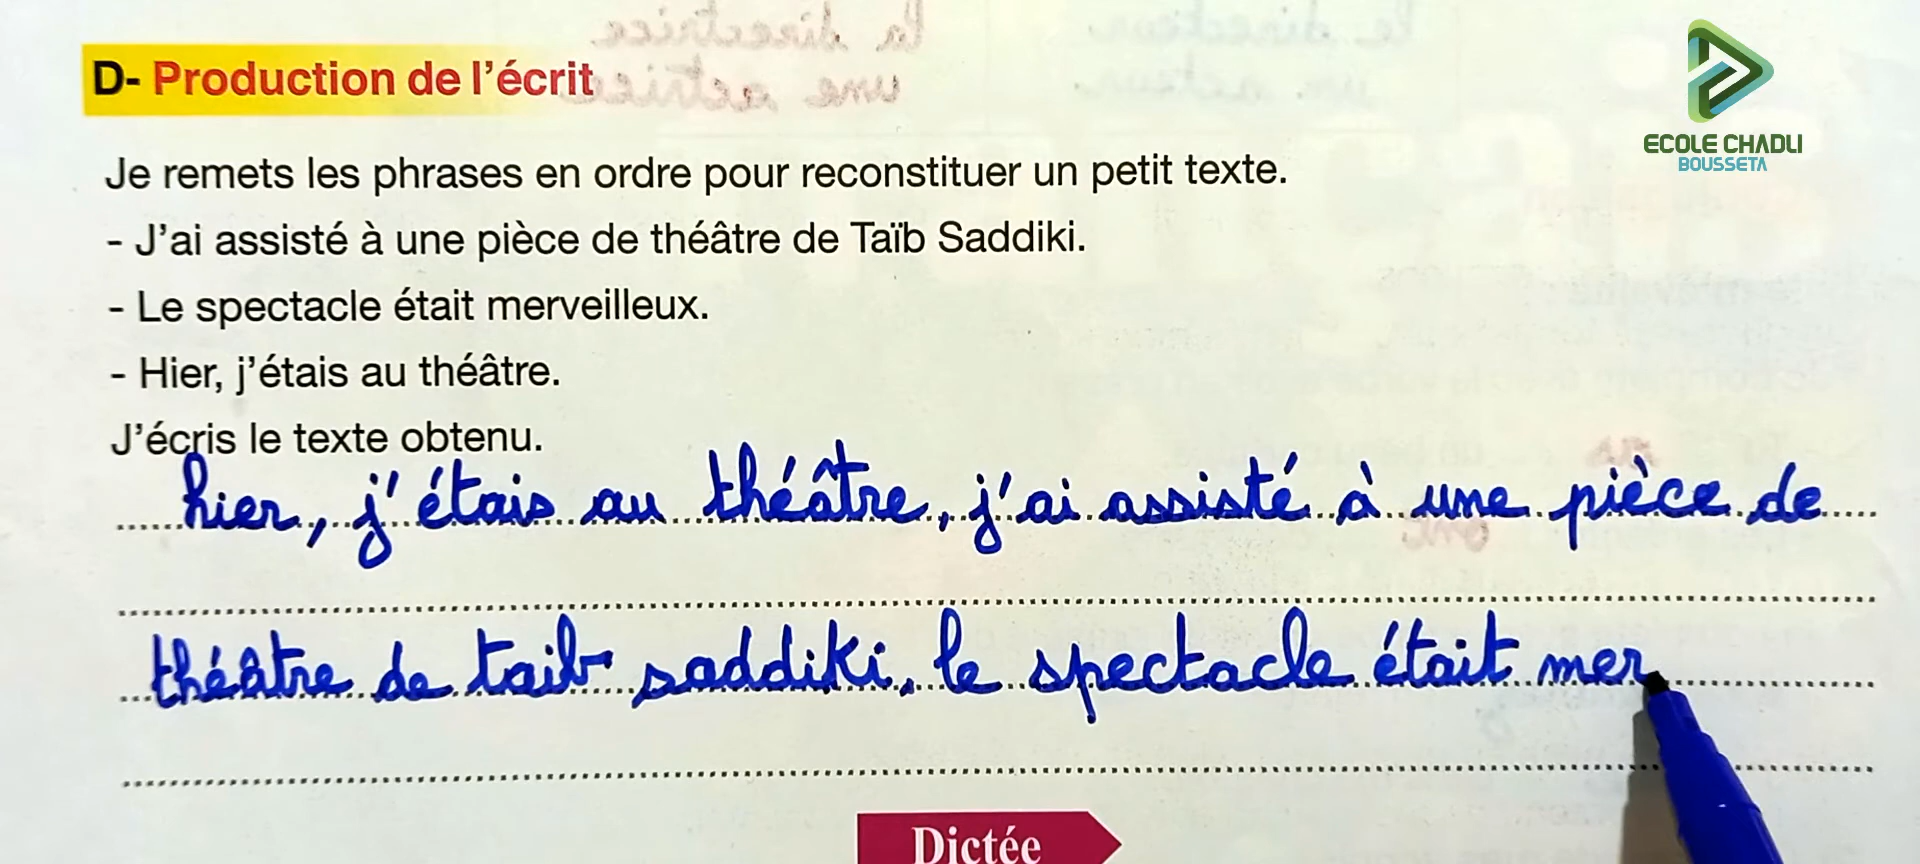 D- Production de l'écrit
ECOLE CHADLI
BOUSSETA
Je remets les phrases en ordre pour reconstituer un petit texte.
- J'ai assisté à une pièce de théâtre de Taïb Saddiki.
- Le spectacle était merveilleux.
- Hier, j'étais au théâtre.
J'écris le texte obtenu.
hier, j'étais au théâtre, j'ai assisté à une pièce de
théâtre de taib saddiki, le spectacle était mer
Dictée